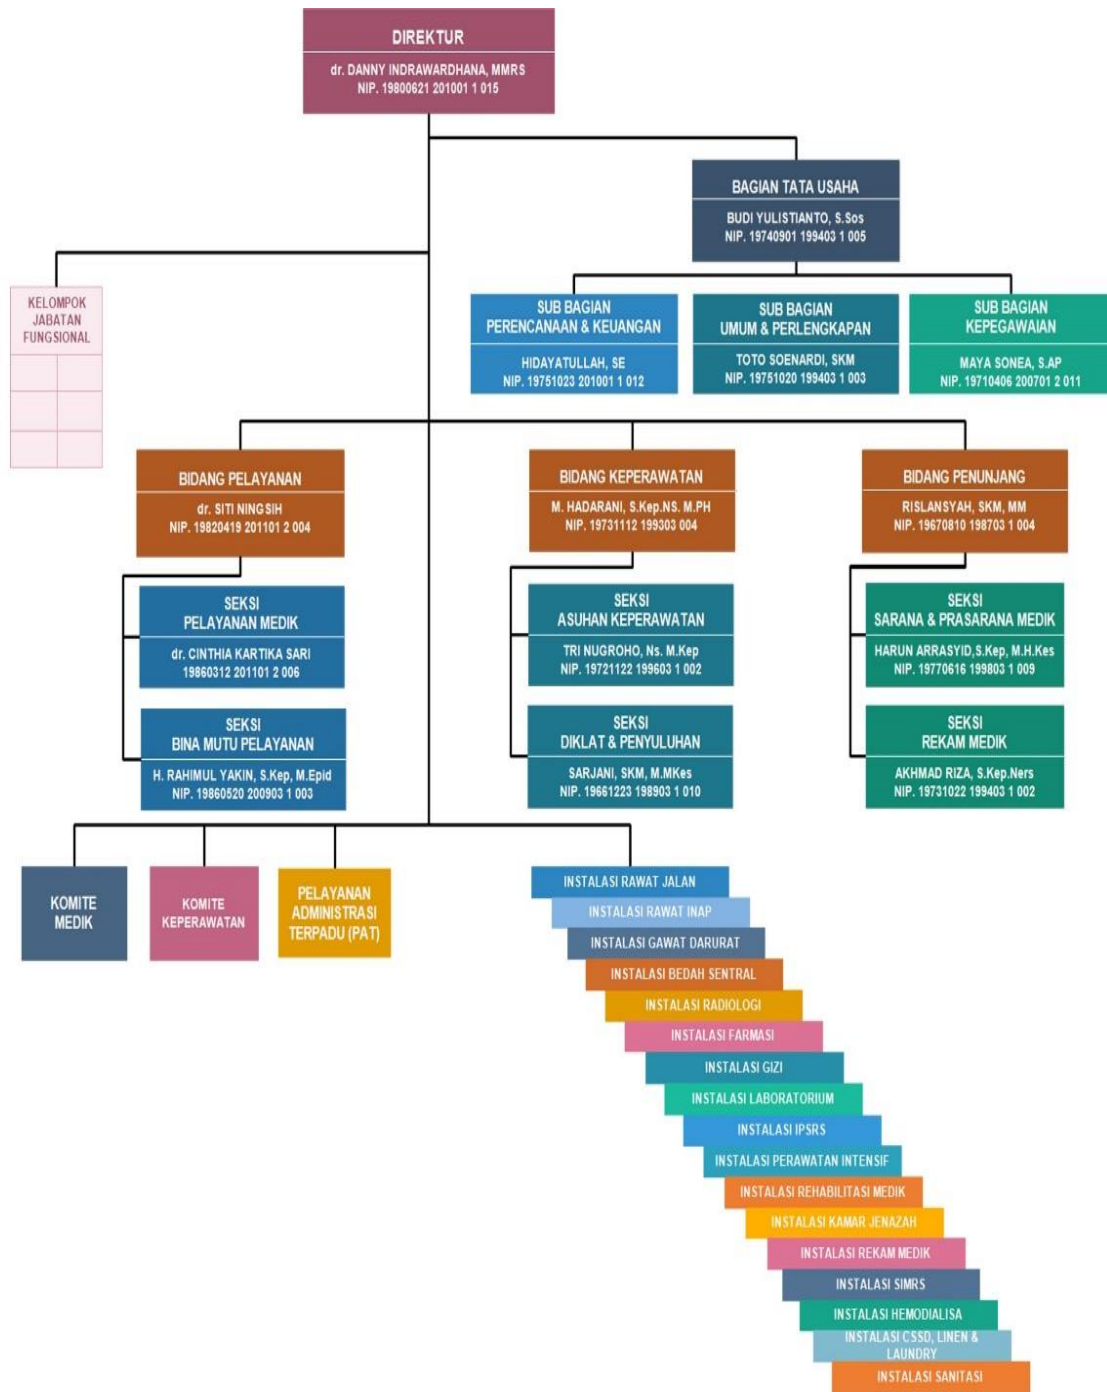 DIREKTUR
dr. DANNY INDRAWARDHANA, MMRS
NIP. 19800621 201001 1 015
BAGIAN TATA USAHA
BUDI YULISTIANTO, S.Sos
NIP. 19740901 199403 1 005
KELOMPOK
JABATAN
FUNGSIONAL
SUB BAGIAN
PERENCANAAN & KEUANGAN
HIDAYATULLAH, SE
NIP. 19751023 201001 1 012
SUB BAGIAN
UMUM & PERLENGKAPAN
TOTO SOENARDI, SKM
NIP. 19751020 199403 1 003
SUB BAGIAN
KEPEGAWAIAN
MAYA SONEA, S.AP
NIP. 19710406 200701 2 011
BIDANG PELAYANAN
dr. SITI NINGSIH
NIP. 19820419 201101 2 004
BIDANG KEPERAWATAN
M. HADARANI, S.Kep.NS. M.PH
NIP. 19731112 199303 004
BIDANG PENUNJANG
RISLANSYAH, SKM, MM
NIP. 19670810 198703 1 004
SEKSI
PELAYANAN MEDIK
dr. CINTHIA KARTIKA SARI
19860312 201101 2 006
SEKSI
ASUHAN KEPERAWATAN
TRI NUGROHO, Ns. M.Kep
NIP. 19721122 199603 1 002
SEKSI
SARANA & PRASARANA MEDIK
HARUN ARRASYID,S.Kep, M.H.Kes
NIP. 19770616 199803 1 009
SEKSI
BINA MUTU PELAYANAN
H. RAHIMUL YAKIN, S.Kep, M.Epid
NIP. 19860520 200903 1 003
SEKSI
DIKLAT & PENYULUHAN
SARJANI, SKM, M.MKes
NIP. 19661223 198903 1 010
SEKSI
REKAM MEDIK
AKHMAD RIZA, S.Kep.Ners
NIP. 19731022 199403 1 002
KOMITE
MEDIK
KOMITE
KEPERAWATAN
PELAYANAN
ADMINISTRASI
TERPADU (PAT)
INSTALASI RAWAT JALAN
INSTALASI RAWAT INAP
INSTALASI GAWAT DARURAT
INSTALASI BEDAH SENTRAL
INSTALASI RADIOLOGI
INSTALASI FARMASI
INSTALASI GIZI
INSTALASI LABORATORIUM
INSTALASI IPSRS
INSTALASI PERAWATAN INTENSIF
INSTALASI REHABILITASI MEDIK
INSTALASI KAMAR JENAZAH
INSTALASI REKAM MEDIK
INSTALASI SIMRS
INSTALASI HEMODIALISA
INSTALASI CSSD, LINEN &
LAUNDRY
INSTALASI SANITASI